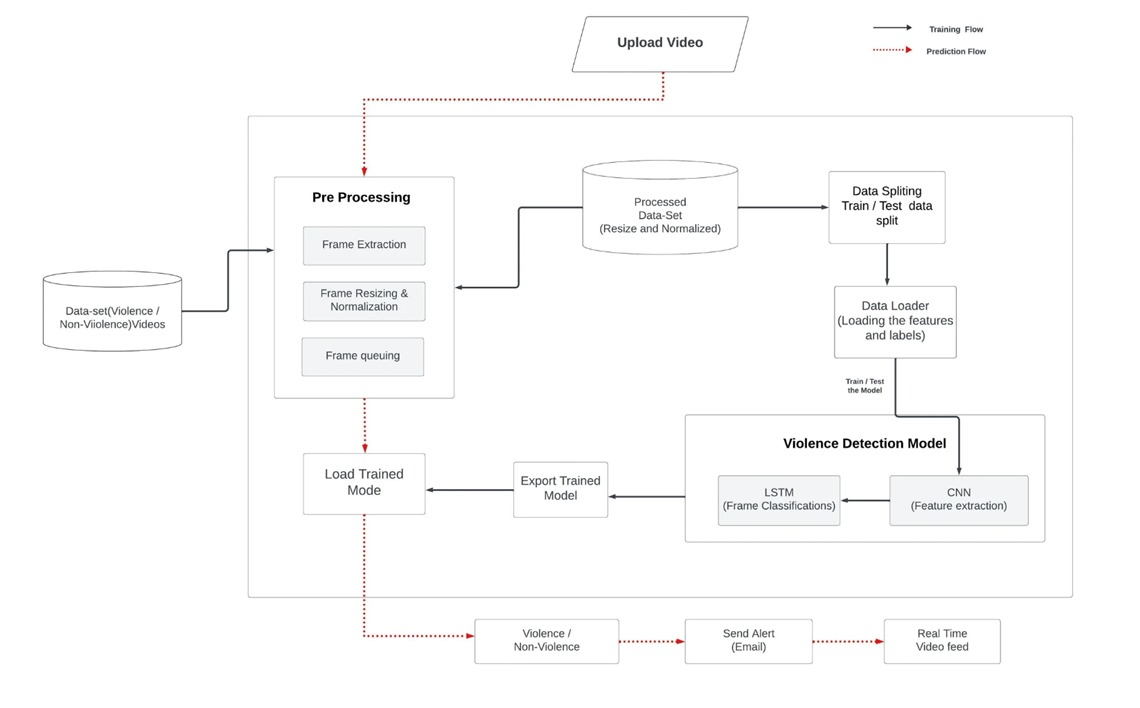 Upload Video
Training Flow
Prediction Flow
Pre Processing
Frame Extraction
Frame Resizing &
Normalization
Frame queuing
Processed
Data-Set
(Resize and Normalized)
Data Spliting
Train / Test data
split
Data-set(Violence /
Non-Viiolence)Videos
Data Loader
(Loading the features
and labels)
Train / Test
the Model
Violence Detection Model
LSTM
(Frame Classifications)
CNN
(Feature extraction)
Export Trained
Model
Load Trained
Mode
Violence /
Non-Violence
Send Alert
(Email)
Real Time
Video feed